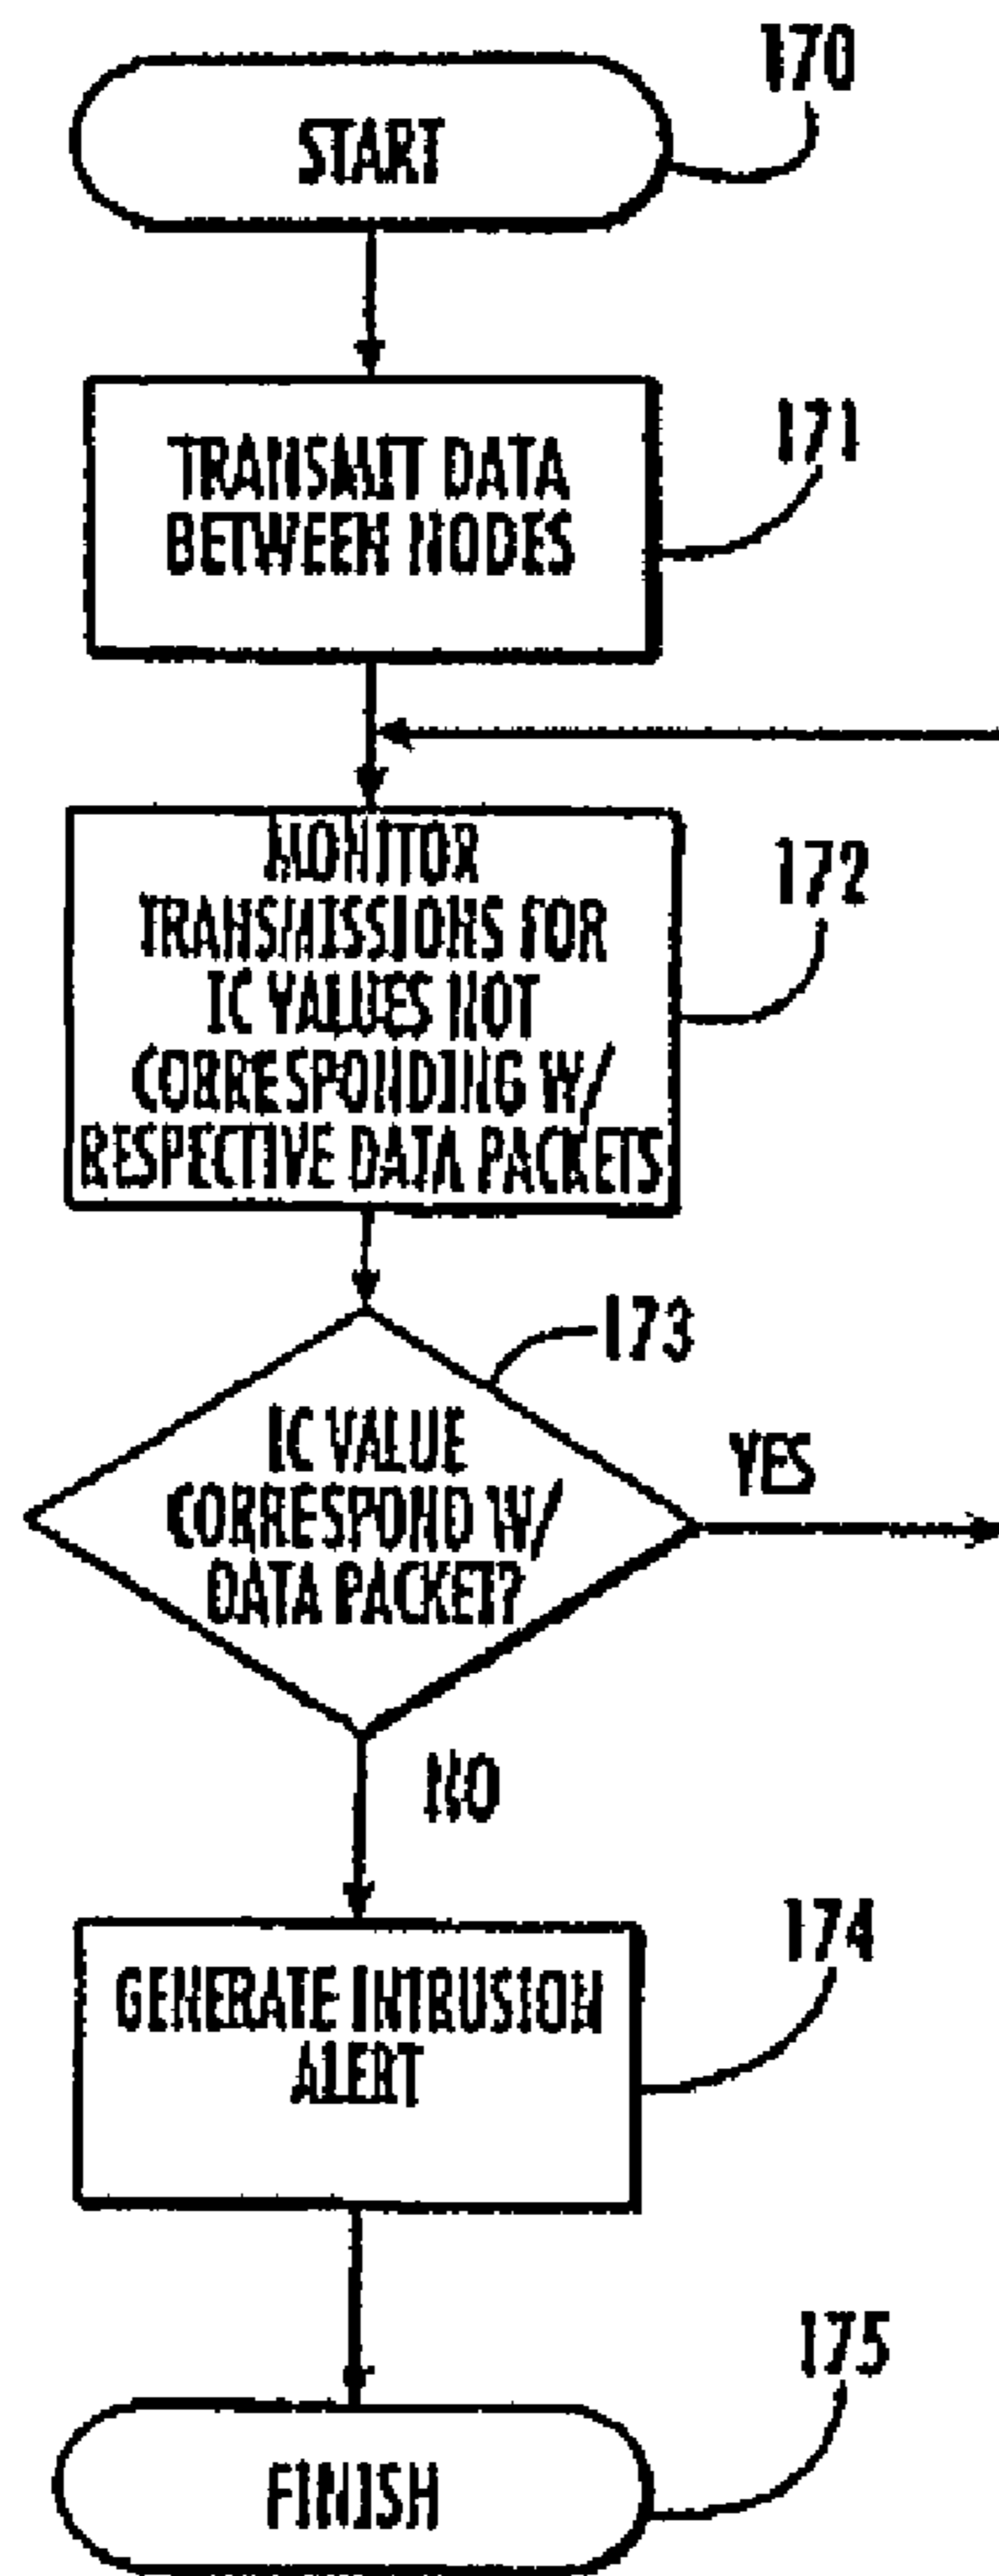 170
START
TRANSMIT DATA
BETWEEN NODES
171
MONITOR
TRANSMISSIONS FOR
IC VALUES NOT
CORRESPONDING W/
RESPECTIVE DATA PACKETS
172
173
IC VALUE
CORRESPOND W/
DATA PACKET?
YES
NO
174
GENERATE INTRUSION
ALERT
175
FINISH